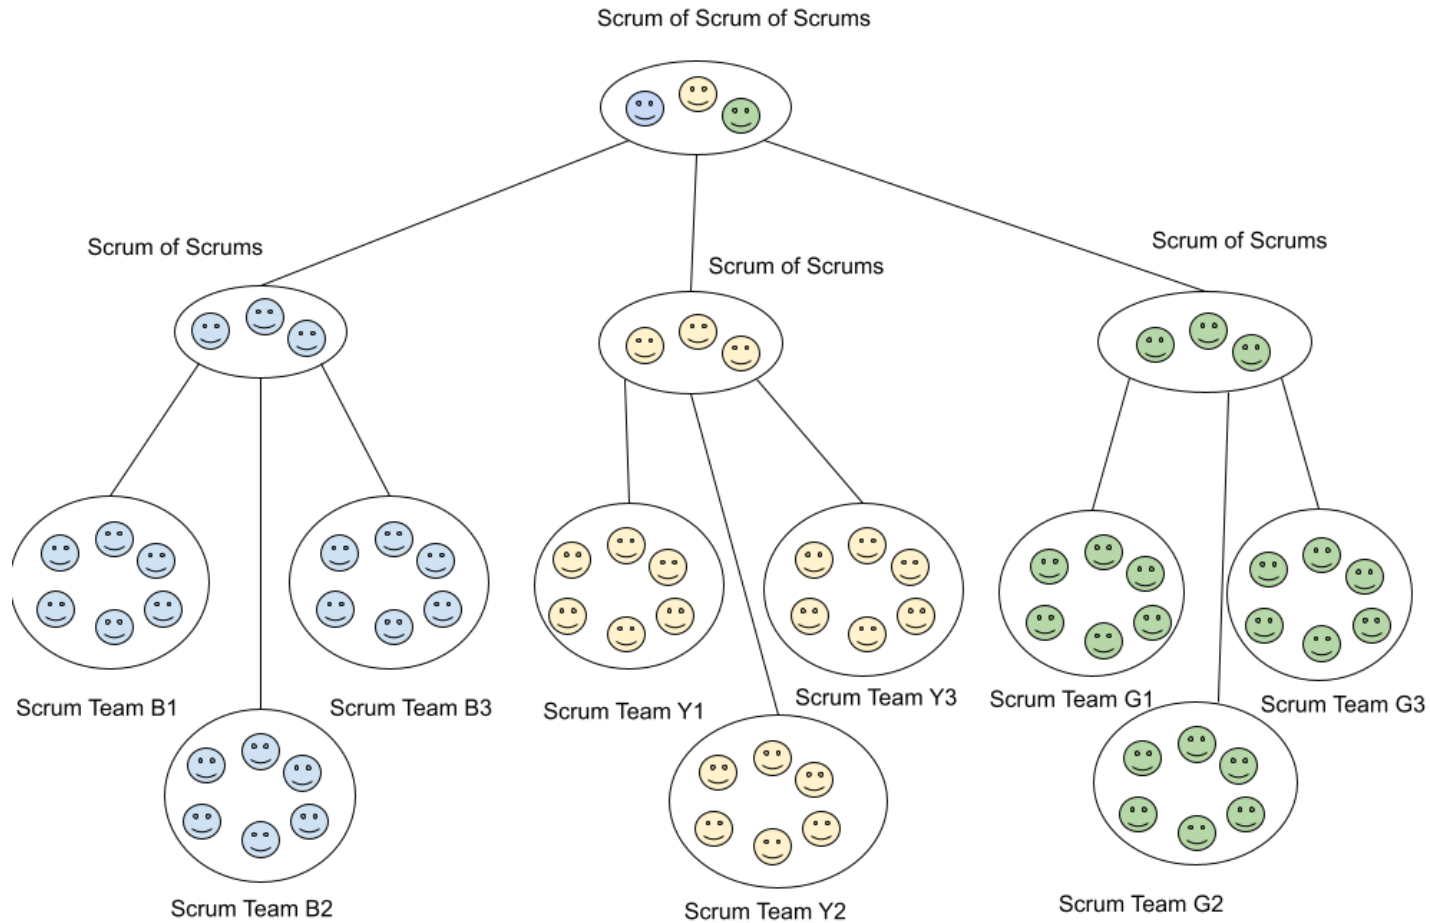 Scrum of Scrum of Scrums
Scrum of Scrums
Scrum of Scrums
Scrum of Scrums
Scrum Team B1
Scrum Team B3
Scrum Team Y1
Scrum Team Y3
Scrum Team G1
Scrum Team G3
Scrum Team B2
Scrum Team Y2
Scrum Team G2